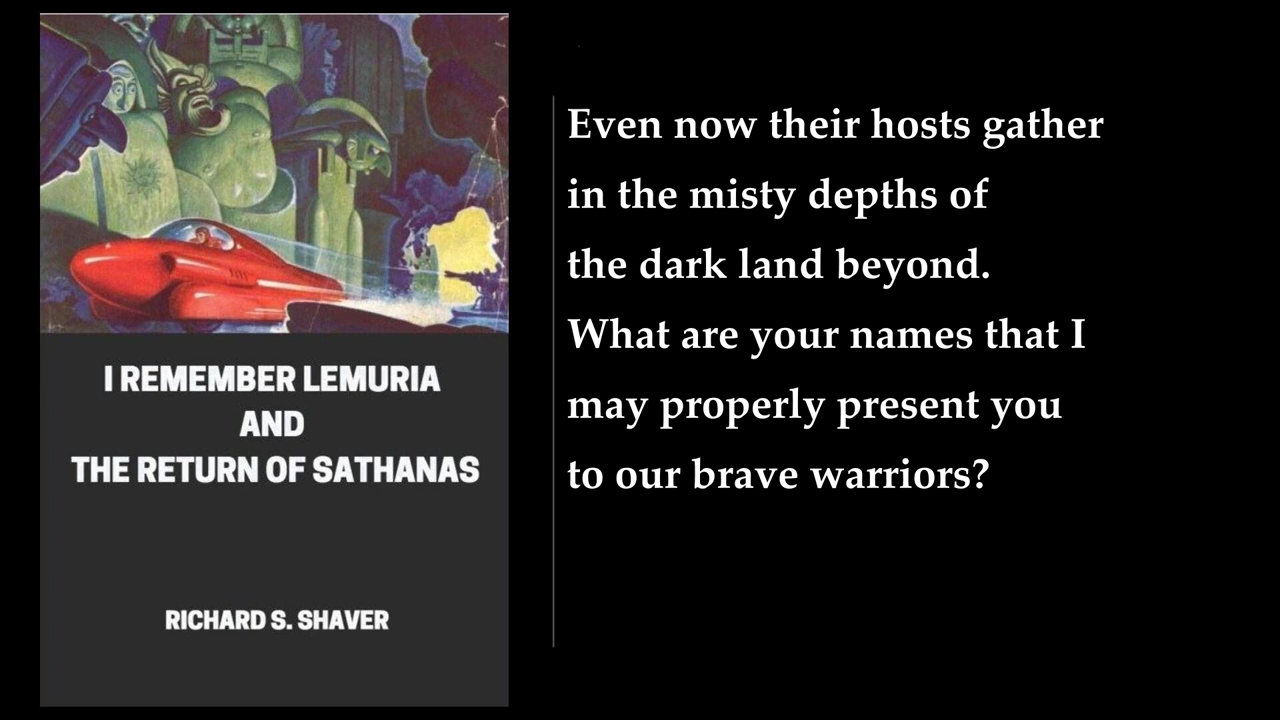 I REMEMBER LEMURIA
AND
THE RETURN OF SATHANAS
RICHARD S. SHAVER
Even now their hosts gather
in the misty depths of
the dark land beyond.
What are your names that I
may properly present you
to our brave warriors?